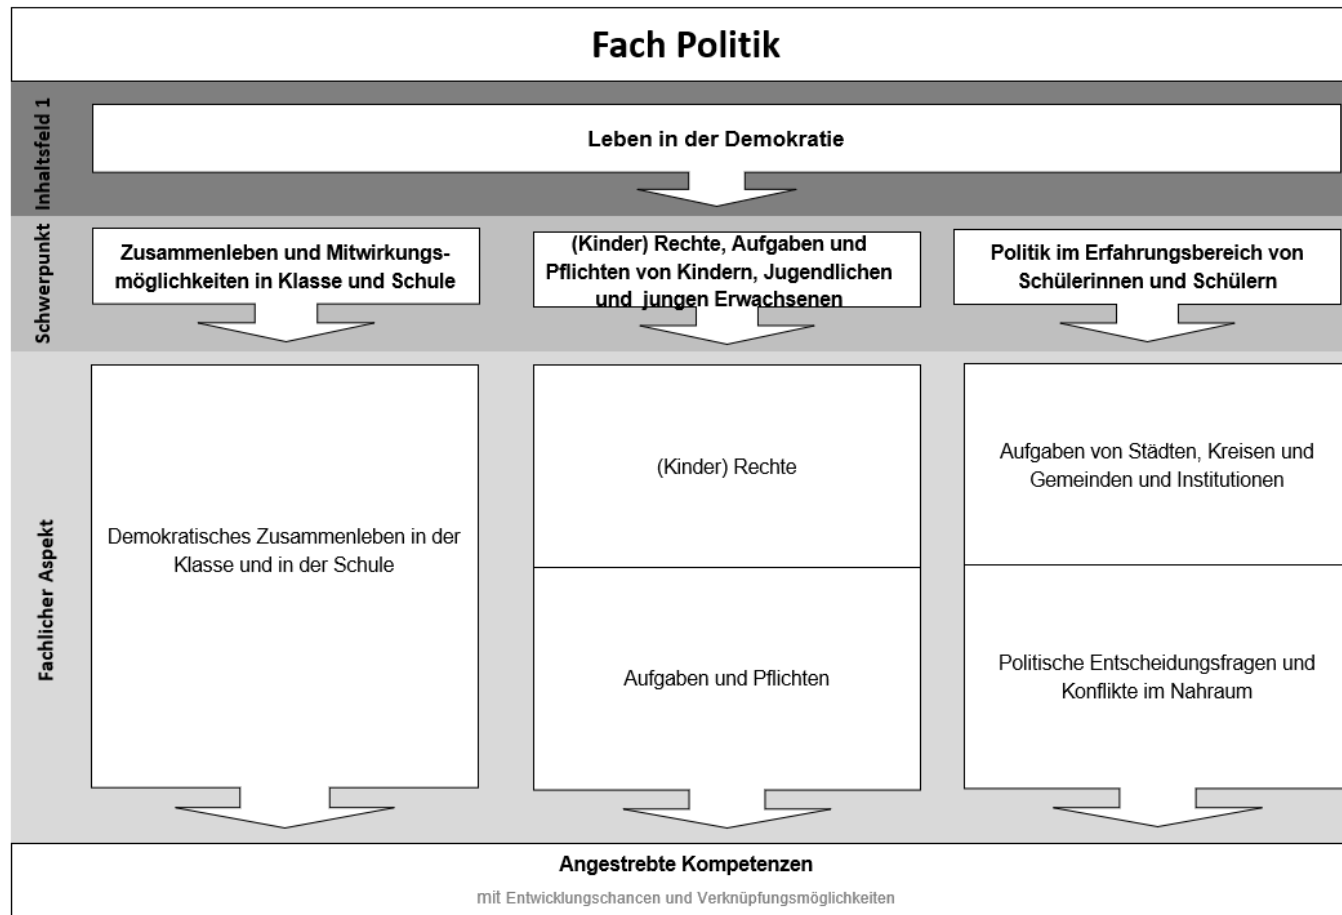 Fach Politik
Inhaltsfeld 1
Leben in der Demokratie
Schwerpunkt
Zusammenleben und Mitwirkungs-
möglichkeiten in Klasse und Schule
(Kinder) Rechte, Aufgaben und
Pflichten von Kindern, Jugendlichen
und jungen Erwachsenen
Politik im Erfahrungsbereich von
Schülerinnen und Schülern
Fachlicher Aspekt
Demokratisches Zusammenleben in der
Klasse und in der Schule
(Kinder) Rechte
Aufgaben und Pflichten
Aufgaben von Städten, Kreisen und
Gemeinden und Institutionen
Politische Entscheidungsfragen und
Konflikte im Nahraum
Angestrebte Kompetenzen
mit Entwicklungschancen und Verknüpfungsmöglichkeiten